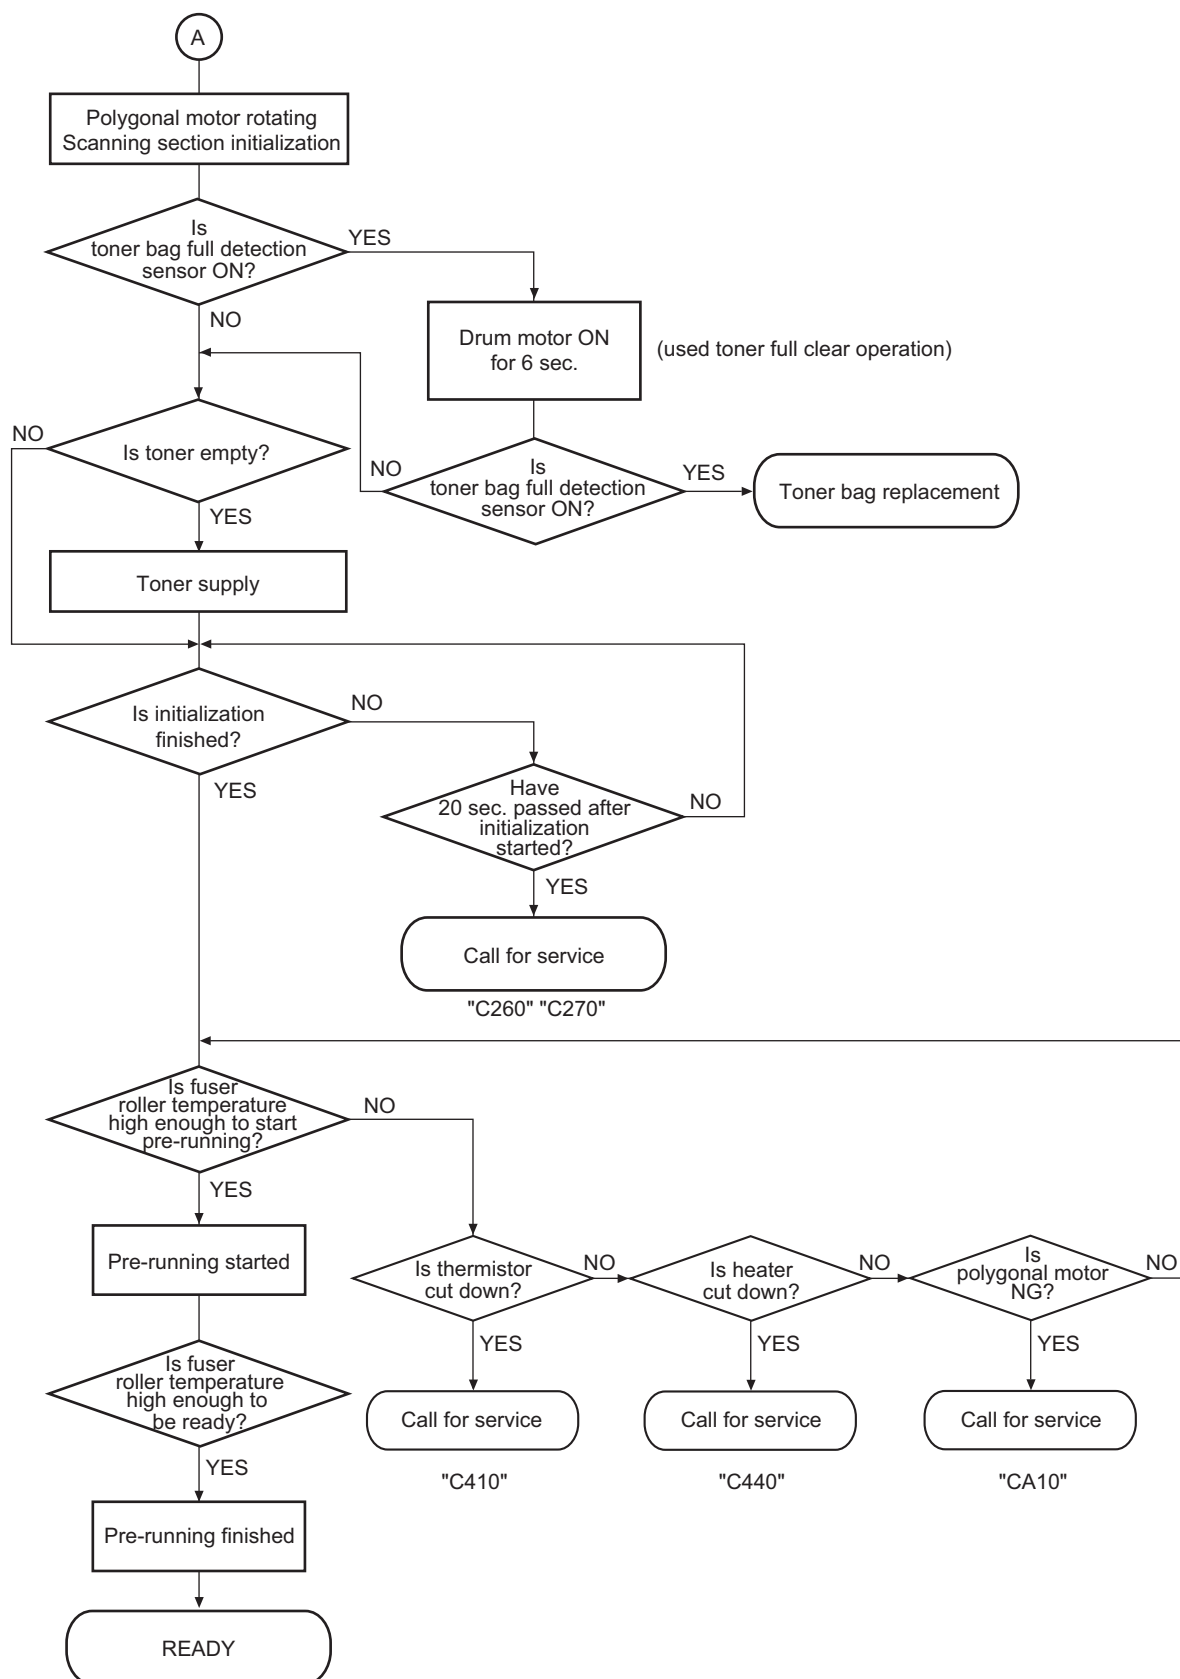 A
Polygonal motor rotating
Scanning section initialization
Is
toner bag full detection
sensor ON?
YES
NO
Drum motor ON
for 6 sec.
(used toner full clear operation)
NO
Is toner empty?
YES
NO
Is
toner bag full detection
sensor ON?
YES
Toner bag replacement
Toner supply
Is initialization
finished?
NO
YES
Have
20 sec. passed after
initialization
started?
NO
YES
Call for service
"C260" "C270"
Is fuser
roller temperature
high enough to start
pre-running?
NO
YES
Pre-running started
Is thermistor
cut down?
NO
YES
Is heater
cut down?
NO
YES
Is
polygonal motor
NG?
NO
YES
Is fuser
roller temperature
high enough to
be ready?
YES
Call for service
"C410"
Call for service
"C440"
Call for service
"CA10"
Pre-running finished
READY